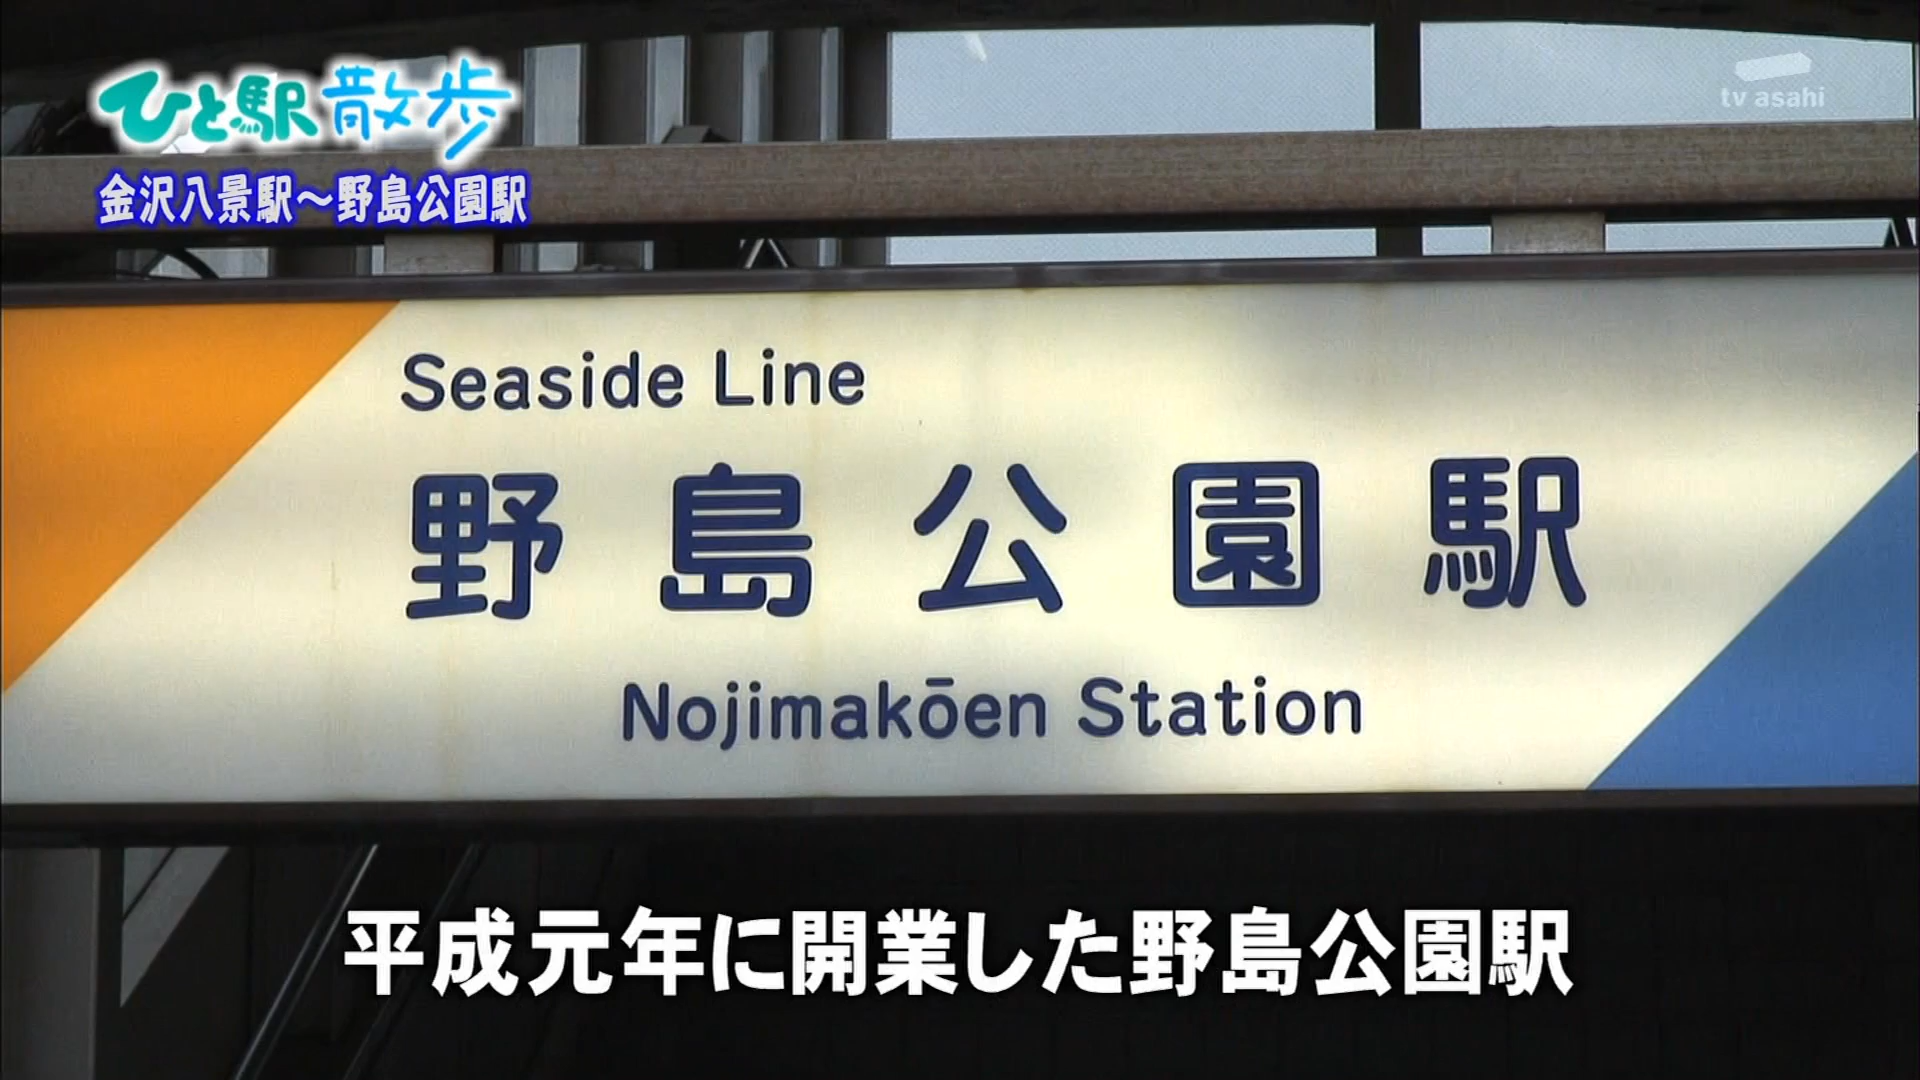 ひと駅散歩
tv asahi
金沢八景駅～野島公園駅
Seaside Line
野島公園駅
Nojimakōen Station
平成元年に開業した野島公園駅